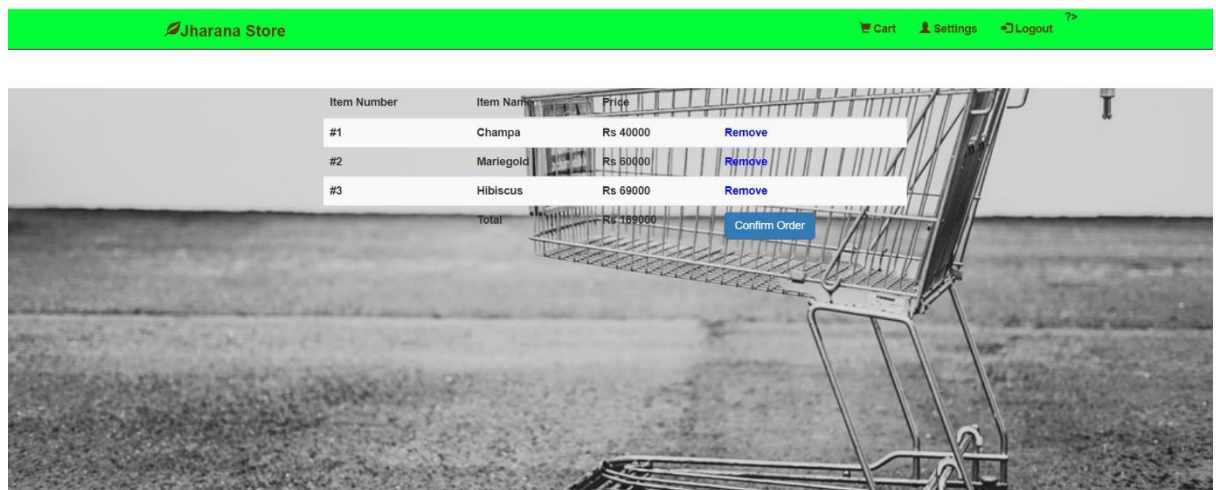 Jharana Store Cart Settings Logout ?>
Item Number Item Name Price
#1 Champa Rs 40000 Remove
#2 Mariegold Rs 60000 Remove
#3 Hibiscus Rs 69000 Remove
Total Rs 169000 Confirm Order